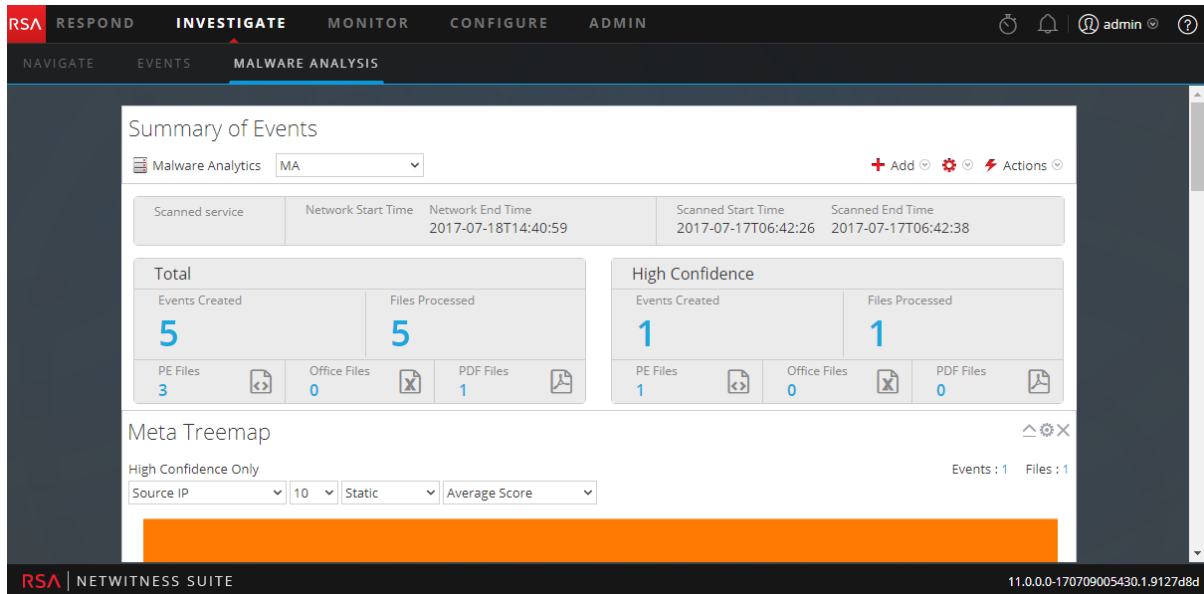 RSA RESPOND INVESTIGATE MONITOR CONFIGURE ADMIN admin ?
NAVIGATE EVENTS MALWARE ANALYSIS
Summary of Events
Malware Analytics MA Add Actions
Scanned service Network Start Time Network End Time Scanned Start Time Scanned End Time
2017-07-18T14:40:59 2017-07-17T06:42:26 2017-07-17T06:42:38
Total High Confidence
Events Created Files Processed Events Created Files Processed
5 5 1 1
PE Files Office Files PDF Files PE Files Office Files PDF Files
3 0 1 1 0 0
Meta Treemap
High Confidence Only Events : 1 Files : 1
Source IP 10 Static Average Score
RSA NETWITNESS SUITE 11.0.0.0-170709005430.1.9127d8d